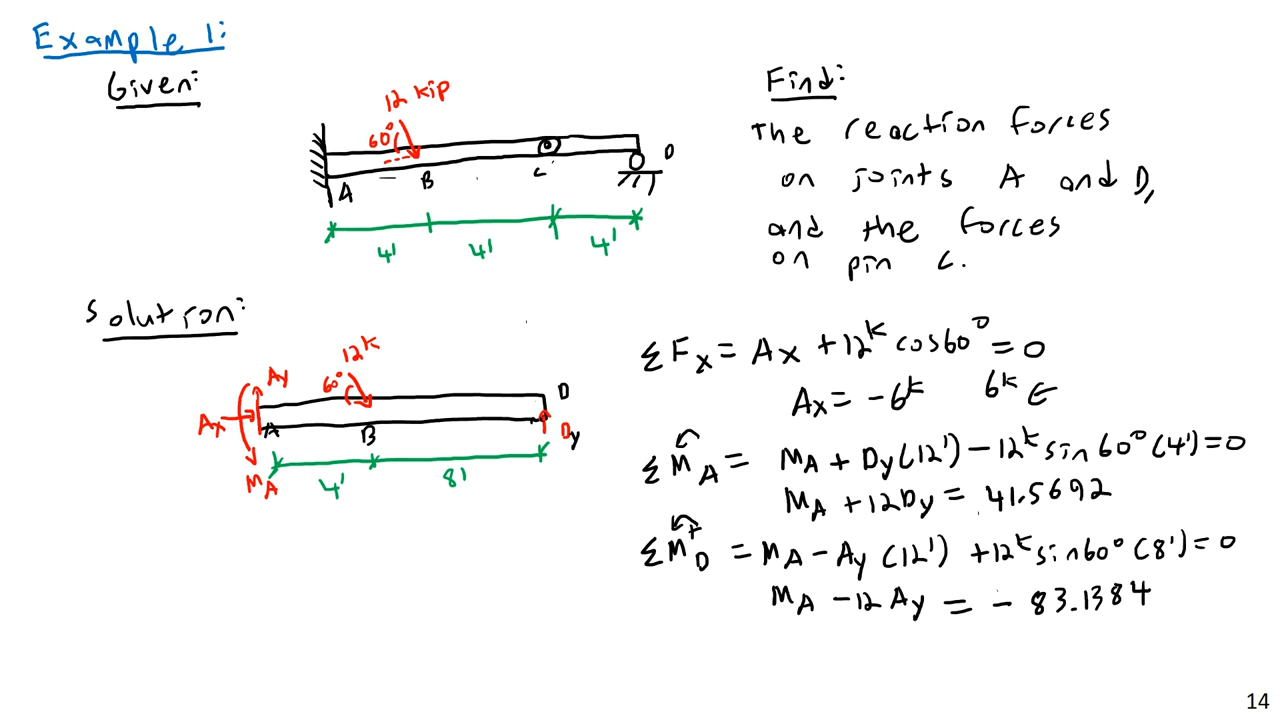 Example 1:
Given:
12 kip
60°
A
B
C
D
4'
4'
4'
Find:
The reaction forces
on joints A and D,
and the forces
on pin C.
Solution:
12k
60°
Ay
Ax
A
B
D
Dy
MA
4'
8'
ΣFx = Ax + 12k cos60° = 0
Ax = -6k 6k ←
ΣMA = MA + Dy(12') - 12k sin60°(4') = 0
MA + 12Dy = 41.5692
ΣMD = MA - Ay(12') + 12k sin60°(8') = 0
MA - 12Ay = - 83.1384
14